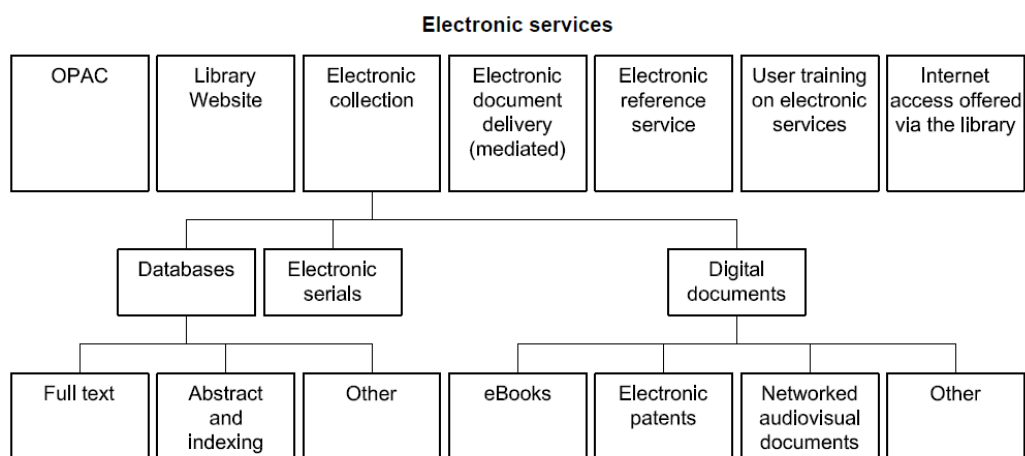 Electronic services
OPAC
Library
Website
Electronic
collection
Electronic
document
delivery
(mediated)
Electronic
reference
service
User training
on electronic
services
Internet
access offered
via the library
Databases
Electronic
serials
Digital
documents
Full text
Abstract
and
indexing
Other
eBooks
Electronic
patents
Networked
audiovisual
documents
Other